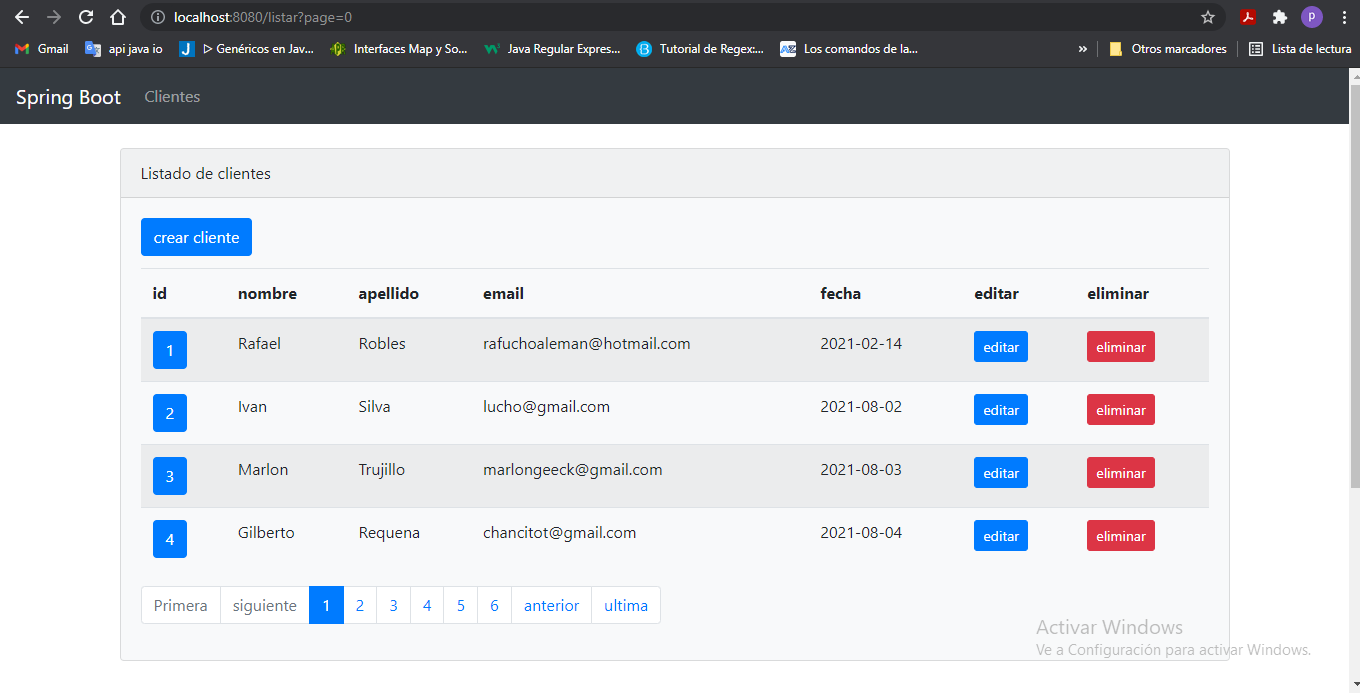 localhost:8080/listar?page=0
P
Gmail
api java io
J
ᐅ Genéricos en Jav...
Interfaces Map y So...
Java Regular Expres...
B
Tutorial de Regex:...
AZ
Los comandos de la...
»
Otros marcadores
Lista de lectura
Spring Boot
Clientes
Listado de clientes
crear cliente
id nombre apellido email fecha editar eliminar
1 Rafael Robles rafuchoaleman@hotmail.com 2021-02-14 editar eliminar
2 Ivan Silva lucho@gmail.com 2021-08-02 editar eliminar
3 Marlon Trujillo marlongeeck@gmail.com 2021-08-03 editar eliminar
4 Gilberto Requena chancitot@gmail.com 2021-08-04 editar eliminar
Primera siguiente 1 2 3 4 5 6 anterior ultima
Activar Windows
Ve a Configuración para activar Windows.